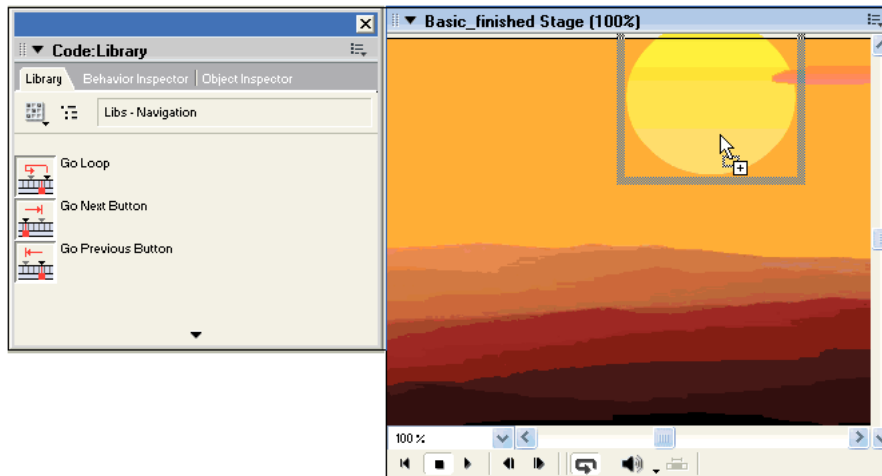 Code:Library
Library Behavior Inspector Object Inspector
Libs - Navigation
Go Loop
Go Next Button
Go Previous Button
Basic_finished Stage (100%)
100 %